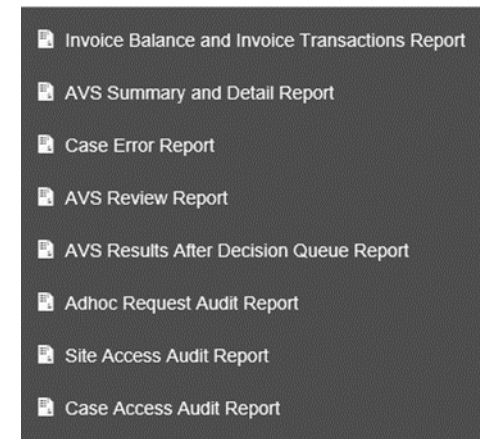 Invoice Balance and Invoice Transactions Report
AVS Summary and Detail Report
Case Error Report
AVS Review Report
AVS Results After Decision Queue Report
Adhoc Request Audit Report
Site Access Audit Report
Case Access Audit Report